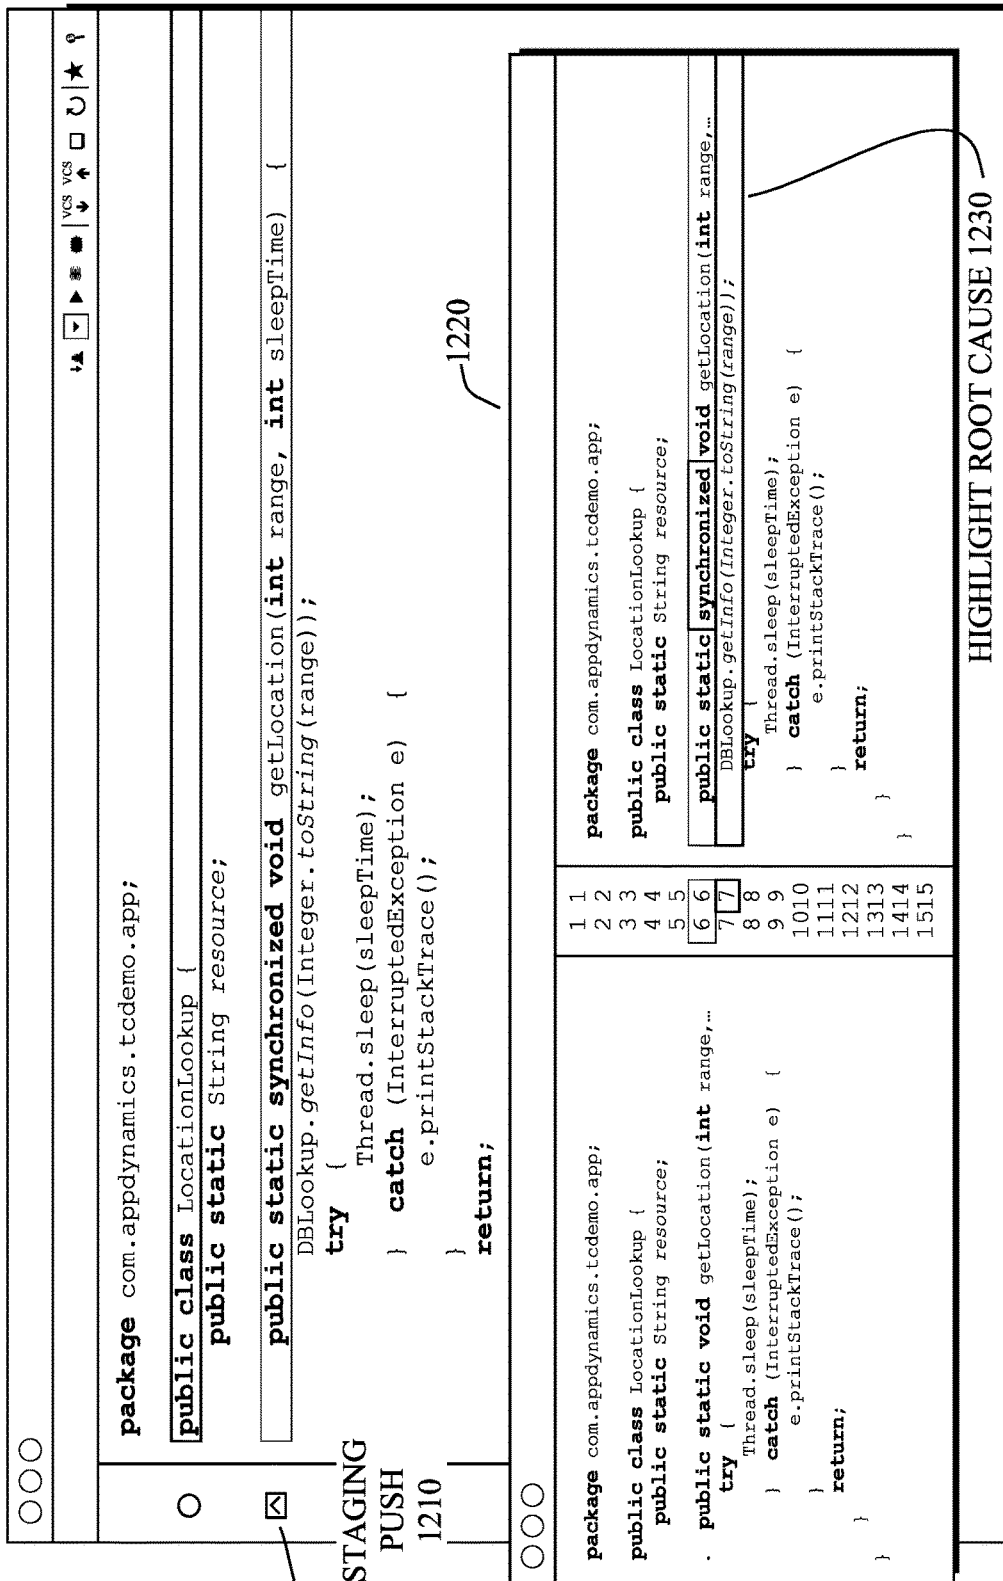 VCS VCS
package com.appdynamics.tcdemo.app;
public class LocationLookup {
public static String resource;
public static synchronized void getLocation(int range, int sleepTime) {
DBLookup.getInfo(Integer.toString(range));
try {
Thread.sleep(sleepTime);
} catch (InterruptedException e) {
e.printStackTrace();
}
return;
STAGING
PUSH
1210
1220
package com.appdynamics.tcdemo.app;
public class LocationLookup {
public static String resource;
. public static void getLocation(int range,…
try {
Thread.sleep(sleepTime);
} catch (InterruptedException e) {
e.printStackTrace();
}
return;
}
}
1 1
2 2
3 3
4 4
5 5
6 6
7 7
8 8
9 9
1010
1111
1212
1313
1414
1515
package com.appdynamics.tcdemo.app;
public class LocationLookup {
public static String resource;
public static synchronized void getLocation(int range,…
DBLookup.getInfo(Integer.toString(range));
try {
Thread.sleep(sleepTime);
} catch (InterruptedException e) {
e.printStackTrace();
}
return;
}
}
HIGHLIGHT ROOT CAUSE 1230